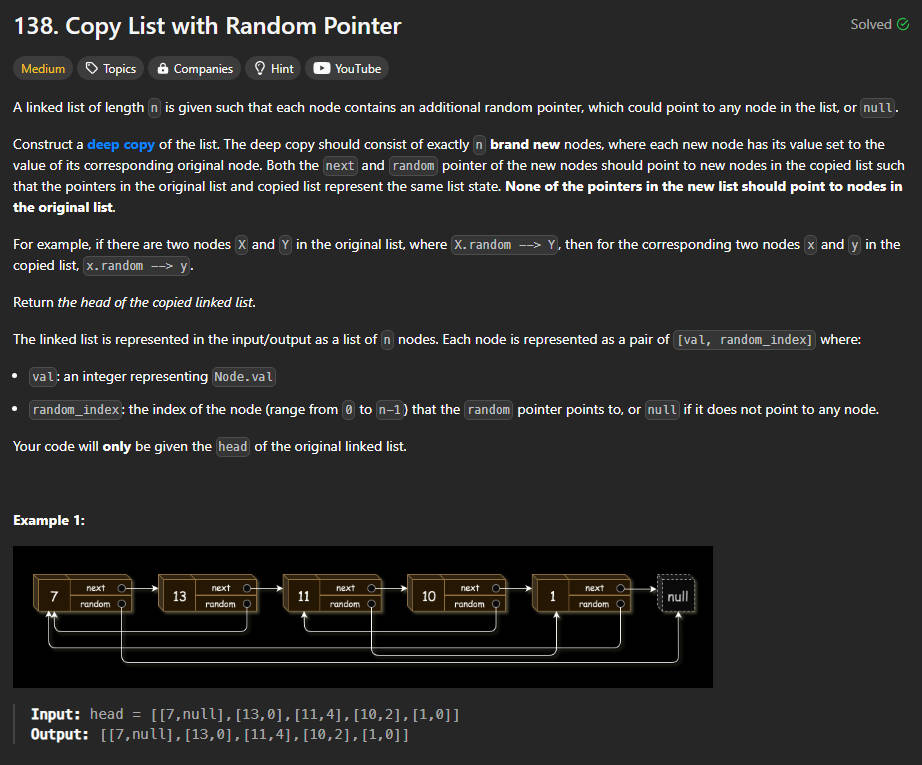 138. Copy List with Random Pointer
Solved
Medium Topics Companies Hint YouTube
A linked list of length n is given such that each node contains an additional random pointer, which could point to any node in the list, or null.
Construct a deep copy of the list. The deep copy should consist of exactly n brand new nodes, where each new node has its value set to the
value of its corresponding original node. Both the next and random pointer of the new nodes should point to new nodes in the copied list such
that the pointers in the original list and copied list represent the same list state. None of the pointers in the new list should point to nodes in
the original list.
For example, if there are two nodes X and Y in the original list, where X.random --> Y, then for the corresponding two nodes x and y in the
copied list, x.random --> y.
Return the head of the copied linked list.
The linked list is represented in the input/output as a list of n nodes. Each node is represented as a pair of [val, random_index] where:
• val: an integer representing Node.val
• random_index: the index of the node (range from 0 to n-1) that the random pointer points to, or null if it does not point to any node.
Your code will only be given the head of the original linked list.
Example 1:
7 next random
13 next random
11 next random
10 next random
1 next random
null
Input: head = [[7,null],[13,0],[11,4],[10,2],[1,0]]
Output: [[7,null],[13,0],[11,4],[10,2],[1,0]]